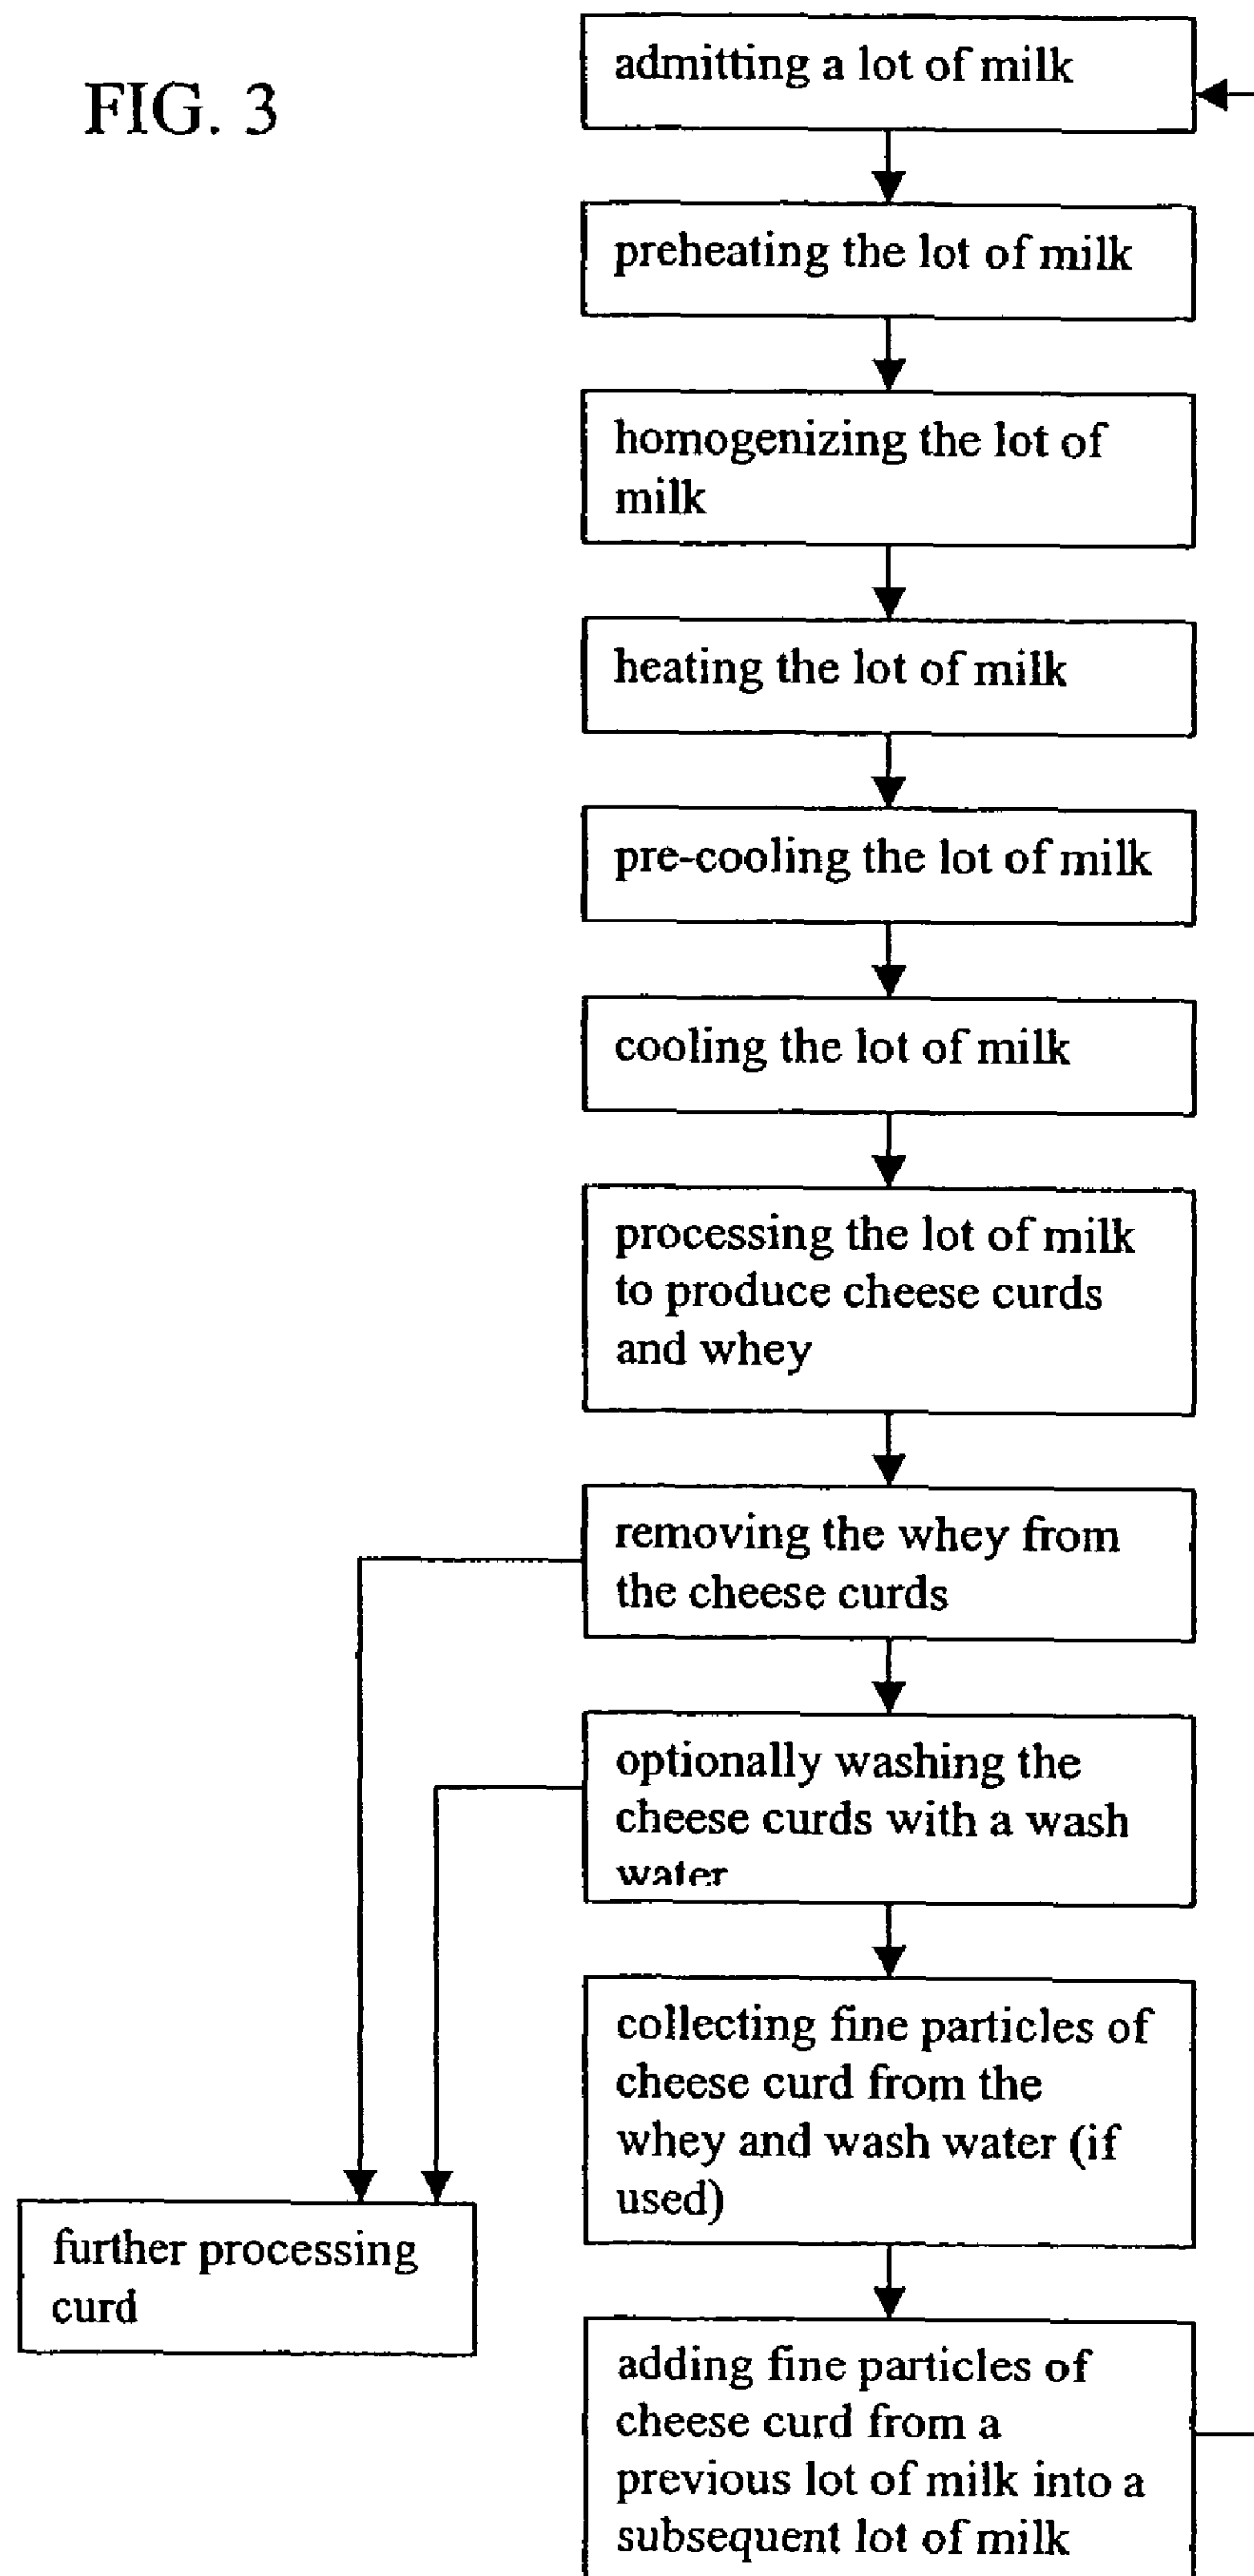 FIG. 3
admitting a lot of milk
preheating the lot of milk
homogenizing the lot of
milk
heating the lot of milk
pre-cooling the lot of milk
cooling the lot of milk
processing the lot of milk
to produce cheese curds
and whey
removing the whey from
the cheese curds
optionally washing the
cheese curds with a wash
water
collecting fine particles of
cheese curd from the
whey and wash water (if
used)
further processing
curd
adding fine particles of
cheese curd from a
previous lot of milk into a
subsequent lot of milk